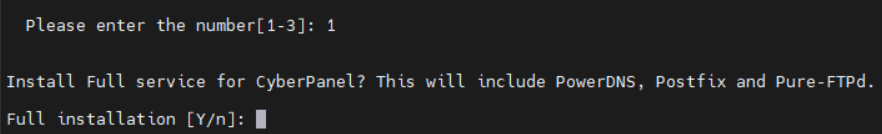 Please enter the number[1-3]: 1
Install Full service for CyberPanel? This will include PowerDNS, Postfix and Pure-FTPd.
Full installation [Y/n]: